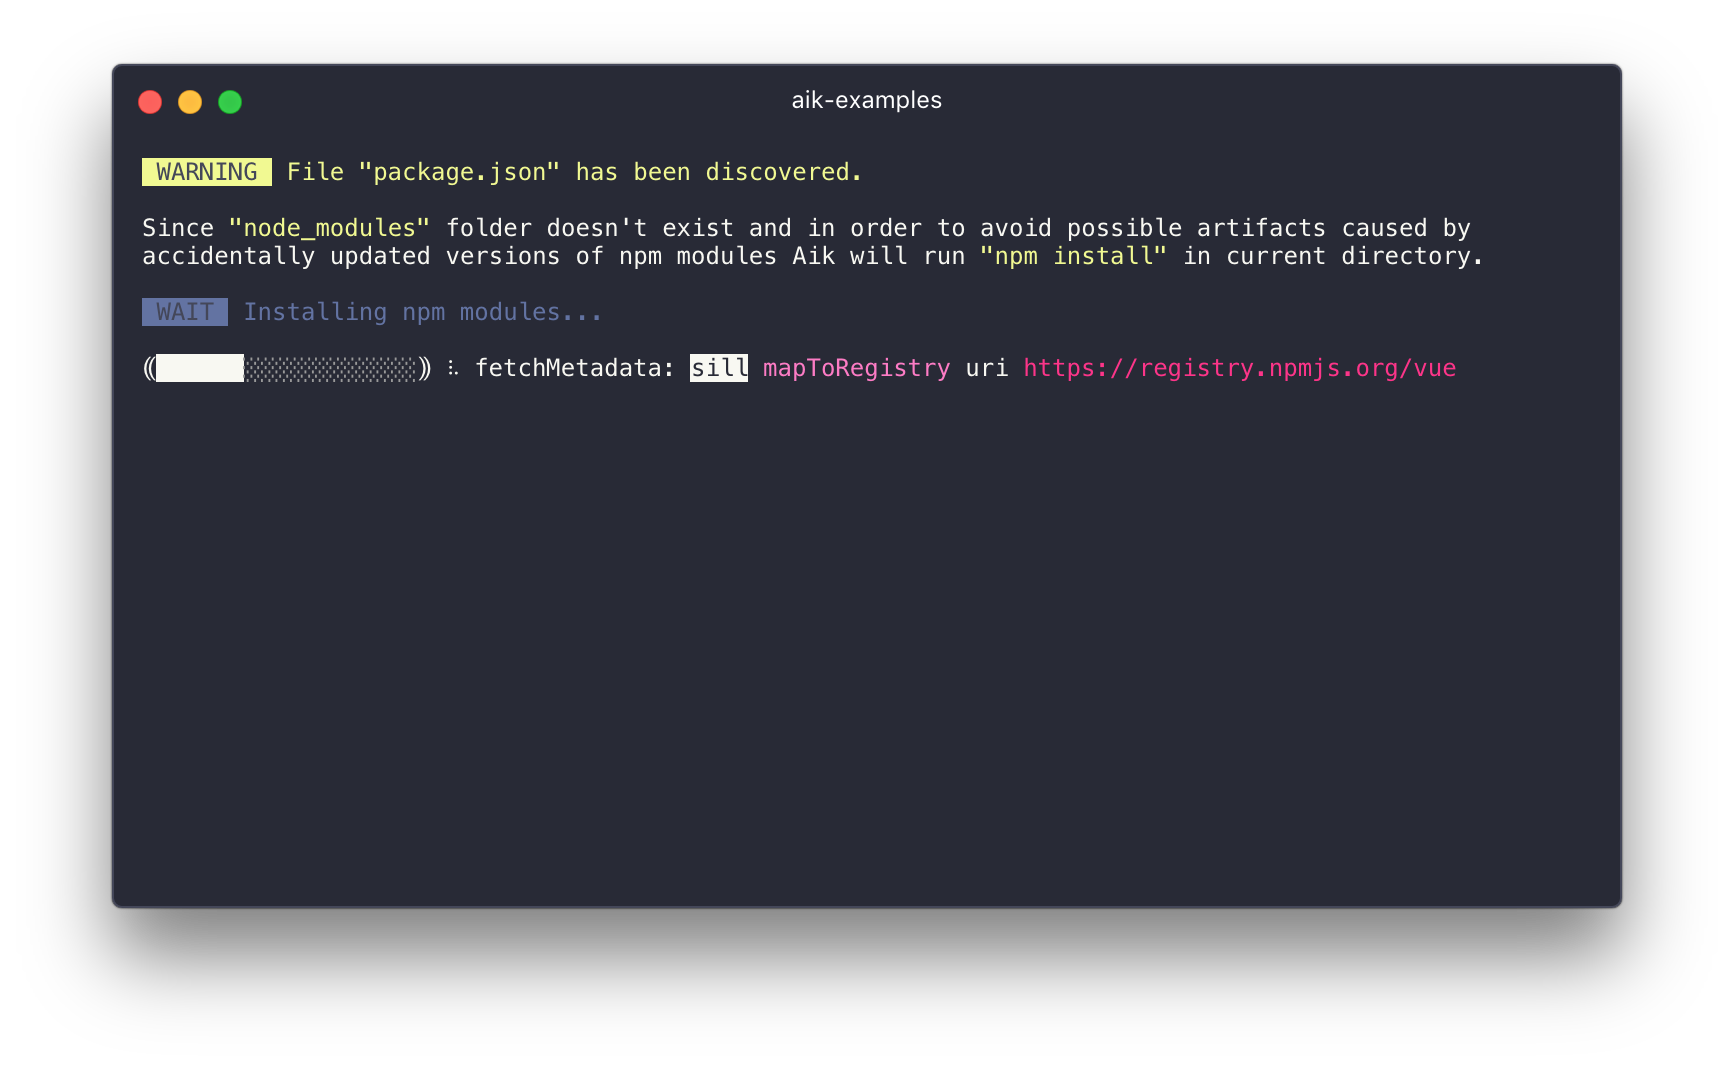 aik-examples
WARNING File "package.json" has been discovered.
Since "node_modules" folder doesn't exist and in order to avoid possible artifacts caused by
accidentally updated versions of npm modules Aik will run "npm install" in current directory.
WAIT Installing npm modules...
⸨██████░░░░░░░░░░░░⸩ ⠧ fetchMetadata: sill mapToRegistry uri https://registry.npmjs.org/vue